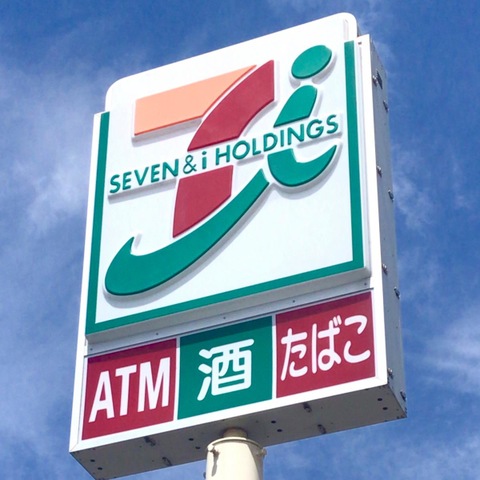 SEVEN & i HOLDINGS
ATM 酒 たばこ